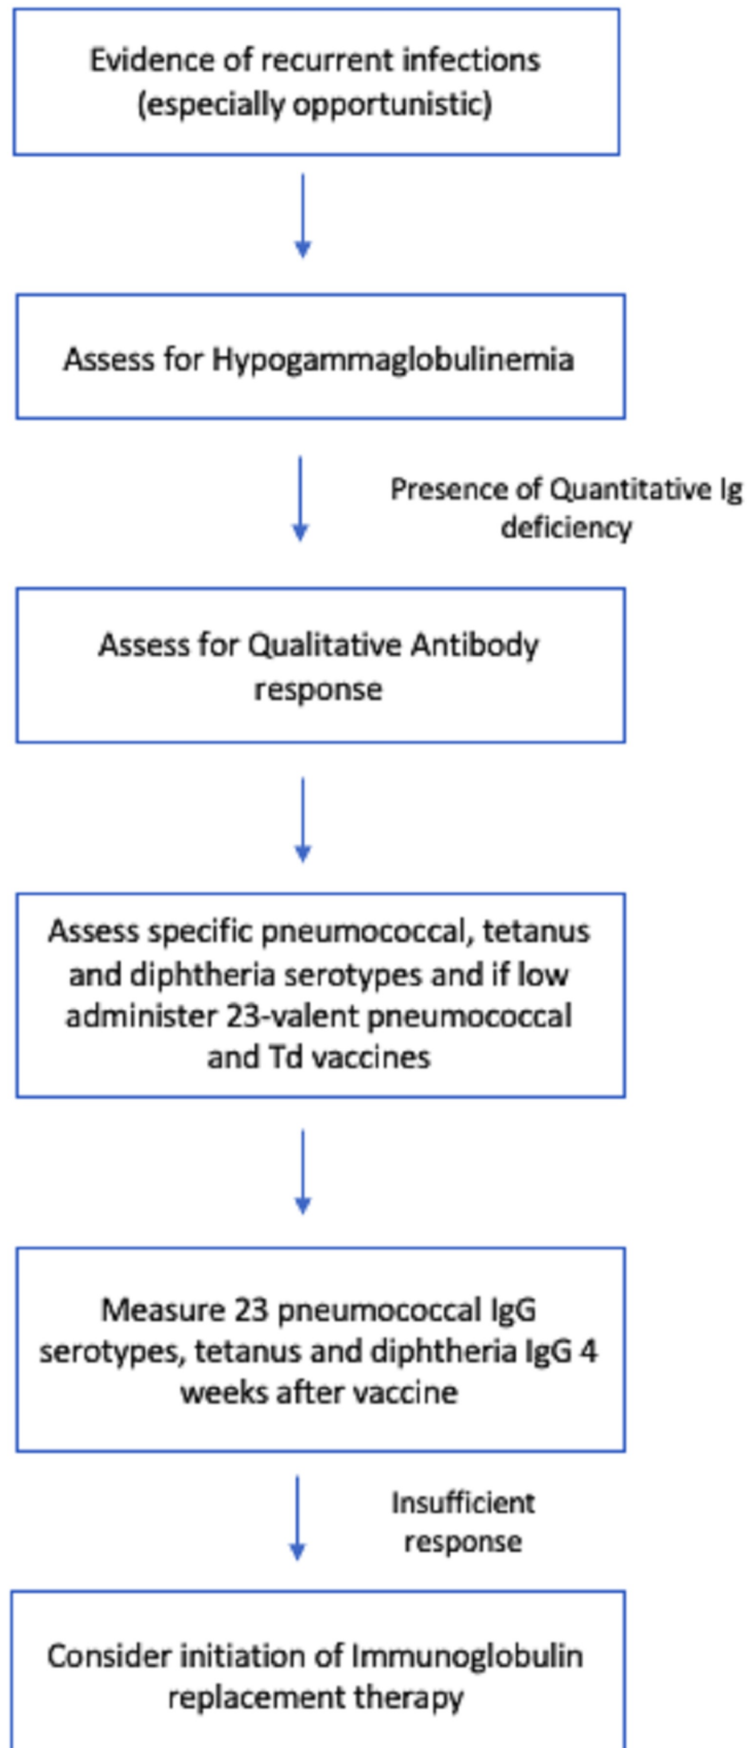 Evidence of recurrent infections
(especially opportunistic)
Assess for Hypogammaglobulinemia
Presence of Quantitative Ig
deficiency
Assess for Qualitative Antibody
response
Assess specific pneumococcal, tetanus
and diphtheria serotypes and if low
administer 23-valent pneumococcal
and Td vaccines
Measure 23 pneumococcal IgG
serotypes, tetanus and diphtheria IgG 4
weeks after vaccine
Insufficient
response
Consider initiation of Immunoglobulin
replacement therapy